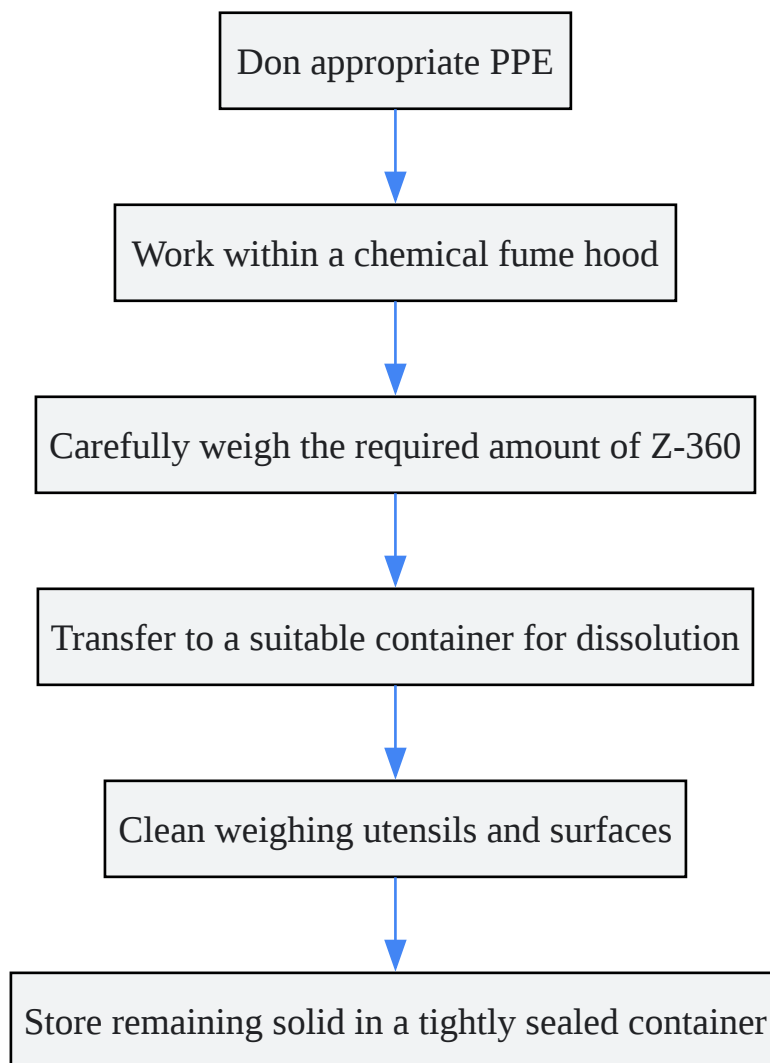 Don appropriate PPE
Work within a chemical fume hood
Carefully weigh the required amount of Z-360
Transfer to a suitable container for dissolution
Clean weighing utensils and surfaces
Store remaining solid in a tightly sealed container